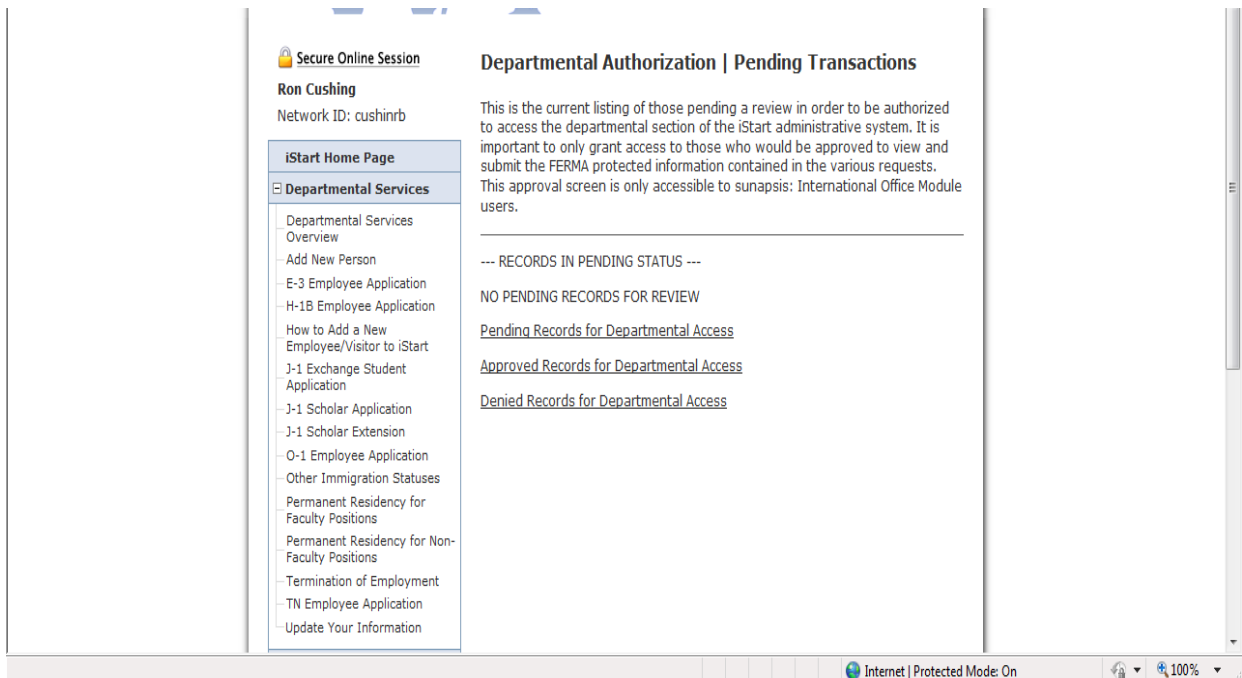 Secure Online Session
Ron Cushing
Network ID: cushinrb
iStart Home Page
Departmental Services
Departmental Services
Overview
Add New Person
E-3 Employee Application
H-1B Employee Application
How to Add a New
Employee/Visitor to iStart
J-1 Exchange Student
Application
J-1 Scholar Application
J-1 Scholar Extension
O-1 Employee Application
Other Immigration Statuses
Permanent Residency for
Faculty Positions
Permanent Residency for Non-
Faculty Positions
Termination of Employment
TN Employee Application
Update Your Information
Departmental Authorization | Pending Transactions
This is the current listing of those pending a review in order to be authorized
to access the departmental section of the iStart administrative system. It is
important to only grant access to those who would be approved to view and
submit the FERMA protected information contained in the various requests.
This approval screen is only accessible to sunapsis: International Office Module
users.
--- RECORDS IN PENDING STATUS ---
NO PENDING RECORDS FOR REVIEW
Pending Records for Departmental Access
Approved Records for Departmental Access
Denied Records for Departmental Access
Internet | Protected Mode: On
100%